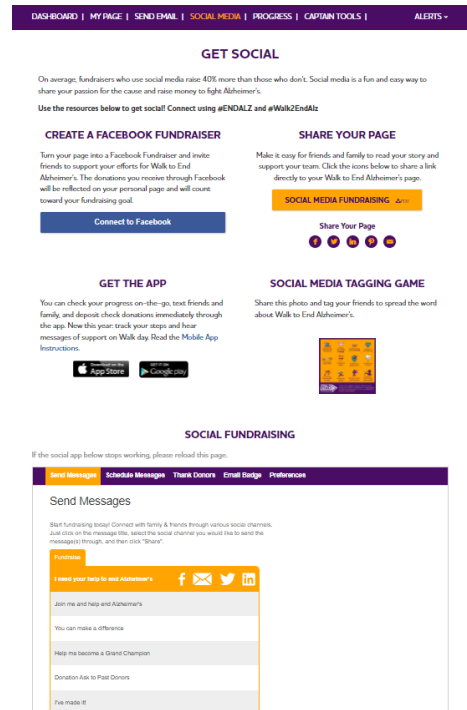 DASHBOARD | MY PAGE | SEND EMAIL | SOCIAL MEDIA | PROGRESS | CAPTAIN TOOLS | ALERTS
GET SOCIAL
On average, fundraisers who use social media raise 40% more than those who don't. Social media is a fun and easy way to
share your passion for the cause and raise money to fight Alzheimer's.
Use the resources below to get social! Connect using #ENDALZ and #Walk2EndAlz
CREATE A FACEBOOK FUNDRAISER
Turn your page into a Facebook Fundraiser and invite
friends to support your efforts for Walk to End
Alzheimer's. The donations you receive through Facebook
will be reflected on your personal page and will count
toward your fundraising goal.
Connect to Facebook
SHARE YOUR PAGE
Make it easy for friends and family to read your story and
support your team. Click the icons below to share a link
directly to your Walk to End Alzheimer's page.
SOCIAL MEDIA FUNDRAISING
Share Your Page
GET THE APP
You can check your progress on-the-go, text friends and
family, and deposit check donations immediately through
the app. New this year: track your steps and hear
messages of support on Walk day. Read the Mobile App
Instructions.
Download on the
App Store
GET IT ON
Google play
SOCIAL MEDIA TAGGING GAME
Share this photo and tag your friends to spread the word
about Walk to End Alzheimer's.
SOCIAL FUNDRAISING
If the social app below stops working, please reload this page.
Send Messages Schedule Messages Thank Donors Email Badge Preferences
Send Messages
Start fundraising today! Connect with family & friends through various social channels.
Just click on the message title, select the social channel you would like to send the
message(s) through, and then click "Share".
Fundraise
I need your help to end Alzheimer's
Join me and help end Alzheimer's
You can make a difference
Help me become a Grand Champion
Donation Ask to Past Donors
I've made it!